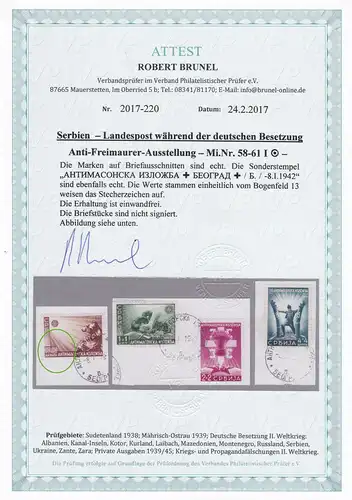 ATTEST
ROBERT BRUNEL
Verbandsprüfer im Verband Philatelistischer Prüfer e.V.
87665 Mauerstetten, Im Oberried 5 b; Tel.: 08341/81170; E-Mail: info@brunel-online.de
Nr. 2017-220 Datum: 24.2.2017
Serbien – Landespost während der deutschen Besetzung
Anti-Freimaurer-Ausstellung – Mi.Nr. 58-61 I ⊙ –
Die Marken auf Briefausschnitten sind echt. Die Sonderstempel
"АНТИМАСОНСКА ИЗЛОЖБА ✚ БЕОГРАД ✚ / Б. / -8.I.1942"
sind ebenfalls echt. Die Werte stammen einheitlich vom Bogenfeld 13
weisen das Stecherzeichen auf.
Die Erhaltung ist einwandfrei.
Die Briefstücke sind nicht signiert.
Abbildung siehe unten.
АНТИМАСОНСКА ИЗЛОЖБА
СРБИЈА
СРБИЈА
Prüfgebiete: Sudetenland 1938; Mährisch-Ostrau 1939; Deutsche Besetzung II. Weltkrieg:
Albanien, Kanal-Inseln, Kotor, Kurland, Laibach, Mazedonien, Montenegro, Russland, Serbien,
Ukraine, Zante, Zara; Private Ausgaben 1939/45; Kriegs- und Propagandafälschungen II. Weltkrieg.
Die Prüfung erfolgte auf Grundlage der Prüfordnung des Verbandes Philatelistischer Prüfer e.V.